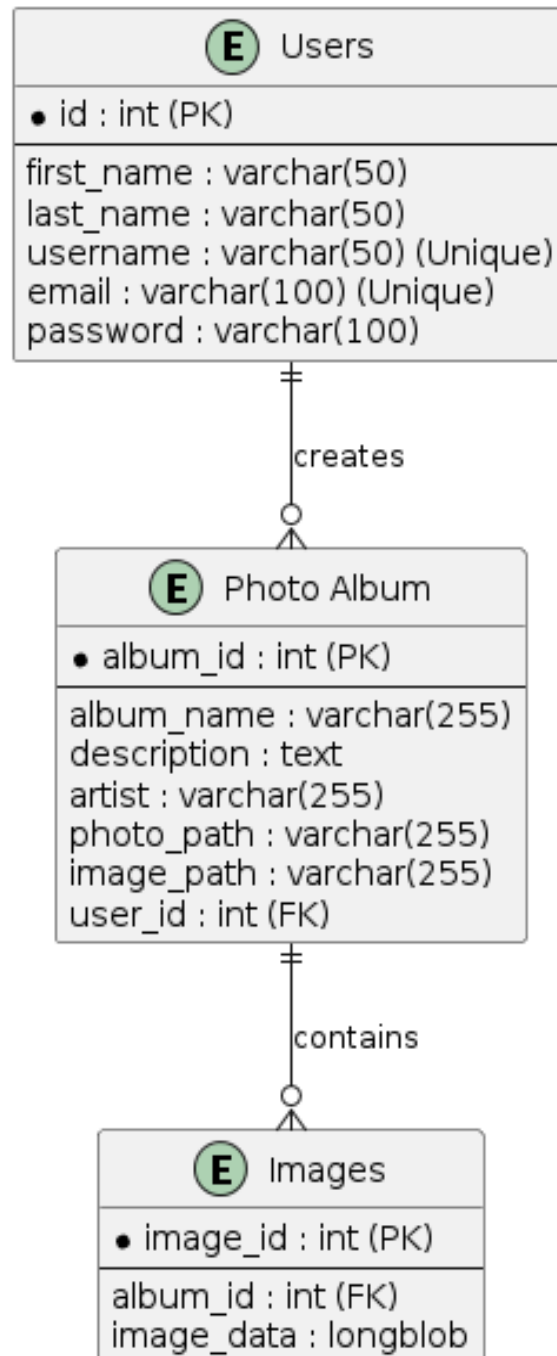 E Users
id : int (PK)
first_name : varchar(50)
last_name : varchar(50)
username : varchar(50) (Unique)
email : varchar(100) (Unique)
password : varchar(100)
creates
E Photo Album
album_id : int (PK)
album_name : varchar(255)
description : text
artist : varchar(255)
photo_path : varchar(255)
image_path : varchar(255)
user_id : int (FK)
contains
E Images
image_id : int (PK)
album_id : int (FK)
image_data : longblob